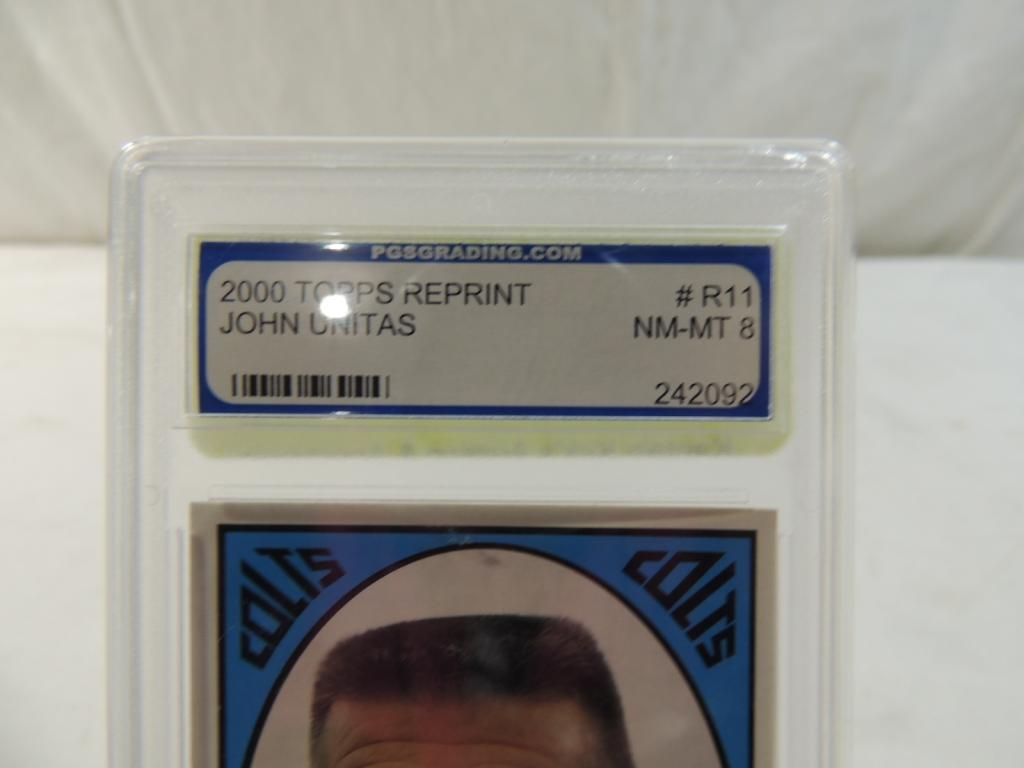 PGSGRADING.COM
2000 TOPPS REPRINT # R11
JOHN UNITAS NM-MT 8
242092
COLTS COLTS